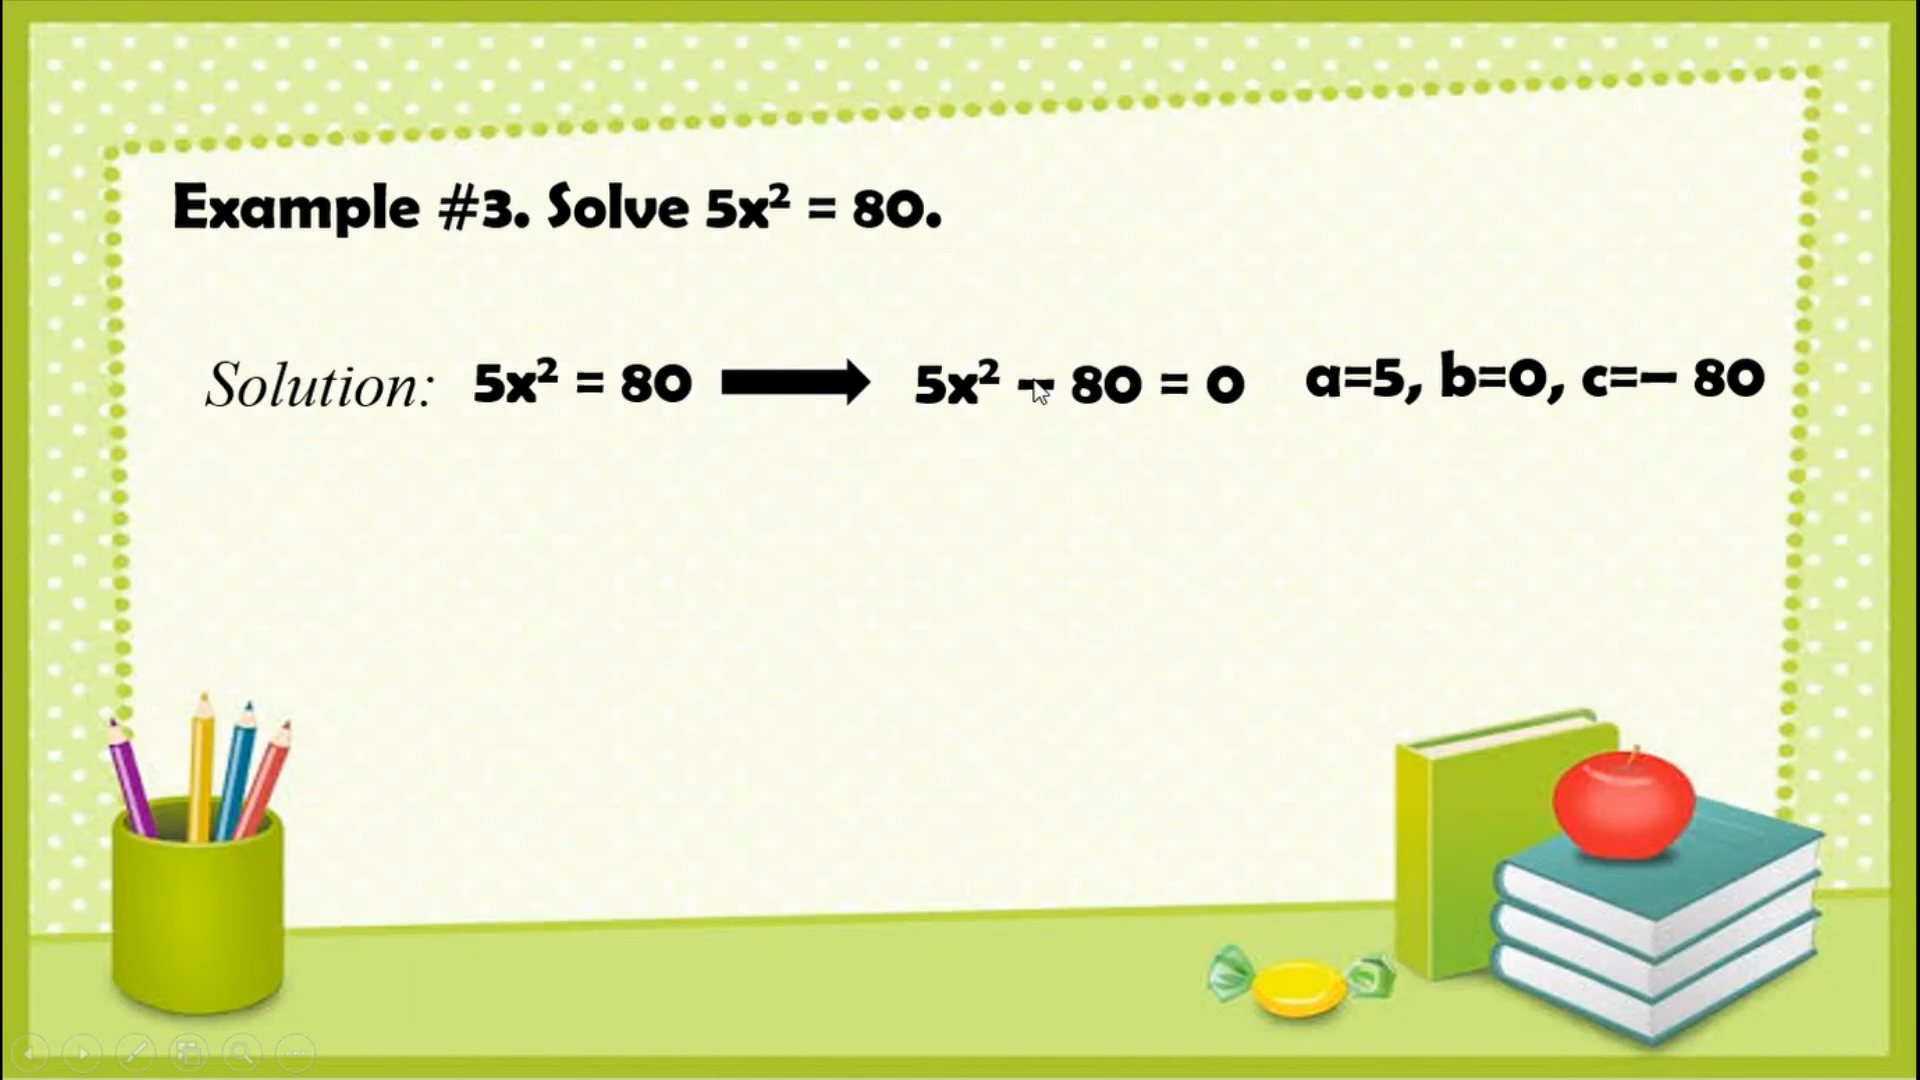 Example #3. Solve 5x² = 80.
Solution: 5x² = 80 5x² – 80 = 0 a=5, b=0, c=– 80